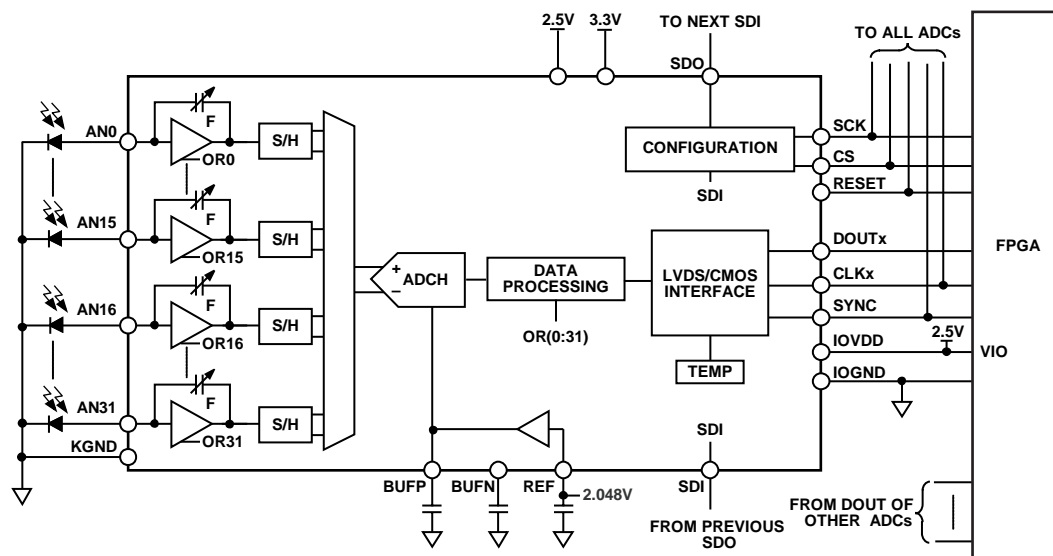 2.5V
3.3V
TO NEXT SDI
TO ALL ADCs
SDO
AN0
F
OR0
S/H
CONFIGURATION
SCK
CS
SDI
RESET
AN15
F
OR15
S/H
FPGA
DOUTx
+
−
ADCH
DATA
PROCESSING
LVDS/CMOS
INTERFACE
CLKx
AN16
F
OR16
S/H
OR(0:31)
SYNC
2.5V
IOVDD
VIO
TEMP
IOGND
AN31
F
OR31
S/H
KGND
SDI
BUFP
BUFN
REF
SDI
2.048V
FROM PREVIOUS
SDO
FROM DOUT OF
OTHER ADCs